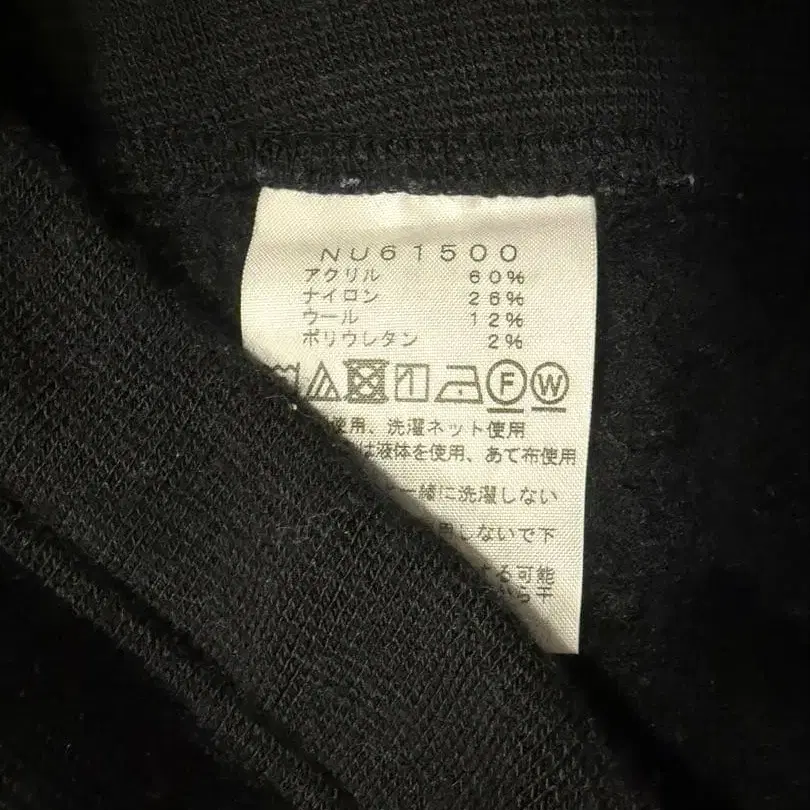 NU61500
アクリル 60%
ナイロン 26%
ウール 12%
ポリウレタン 2%
F W
使用、洗濯ネット使用
は液体を使用、あて布使用
一緒に洗濯しない
しないで下
る可能
から干